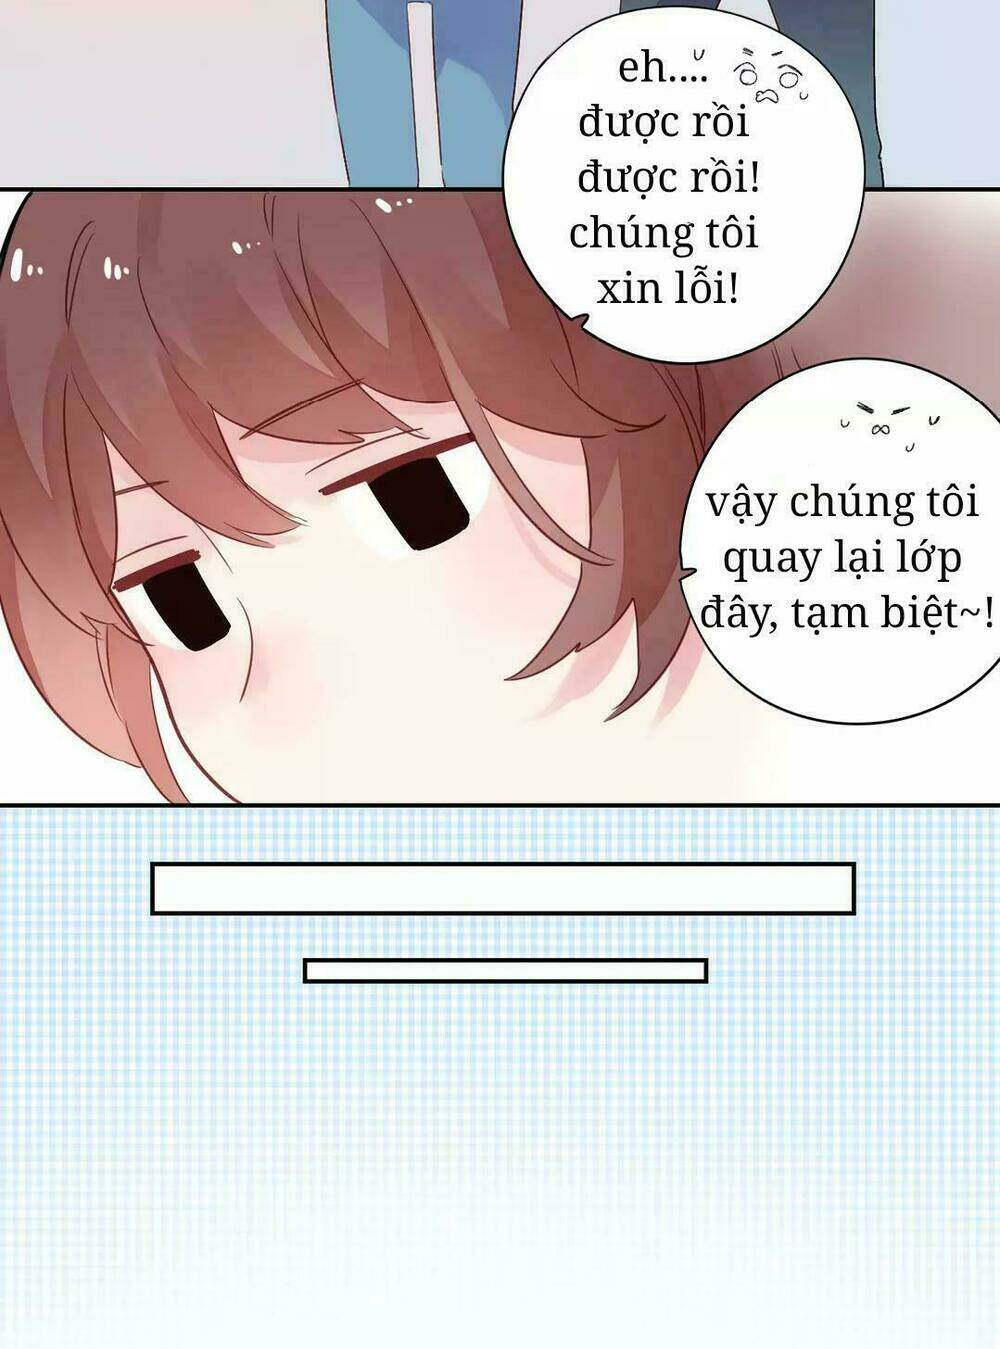 eh....
được rồi
được rồi!
chúng tôi
xin lỗi!
vậy chúng tôi
quay lại lớp
đây, tạm biệt~!